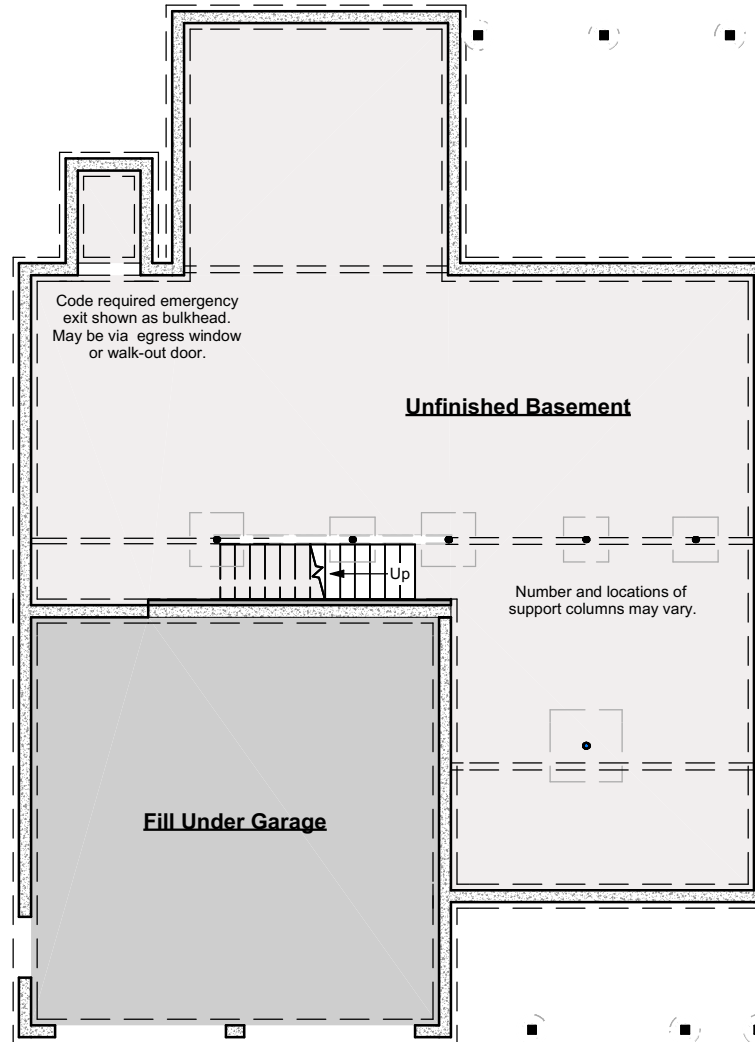 Code required emergency
exit shown as bulkhead.
May be via egress window
or walk-out door.
Unfinished Basement
Up
Number and locations of
support columns may vary.
Fill Under Garage